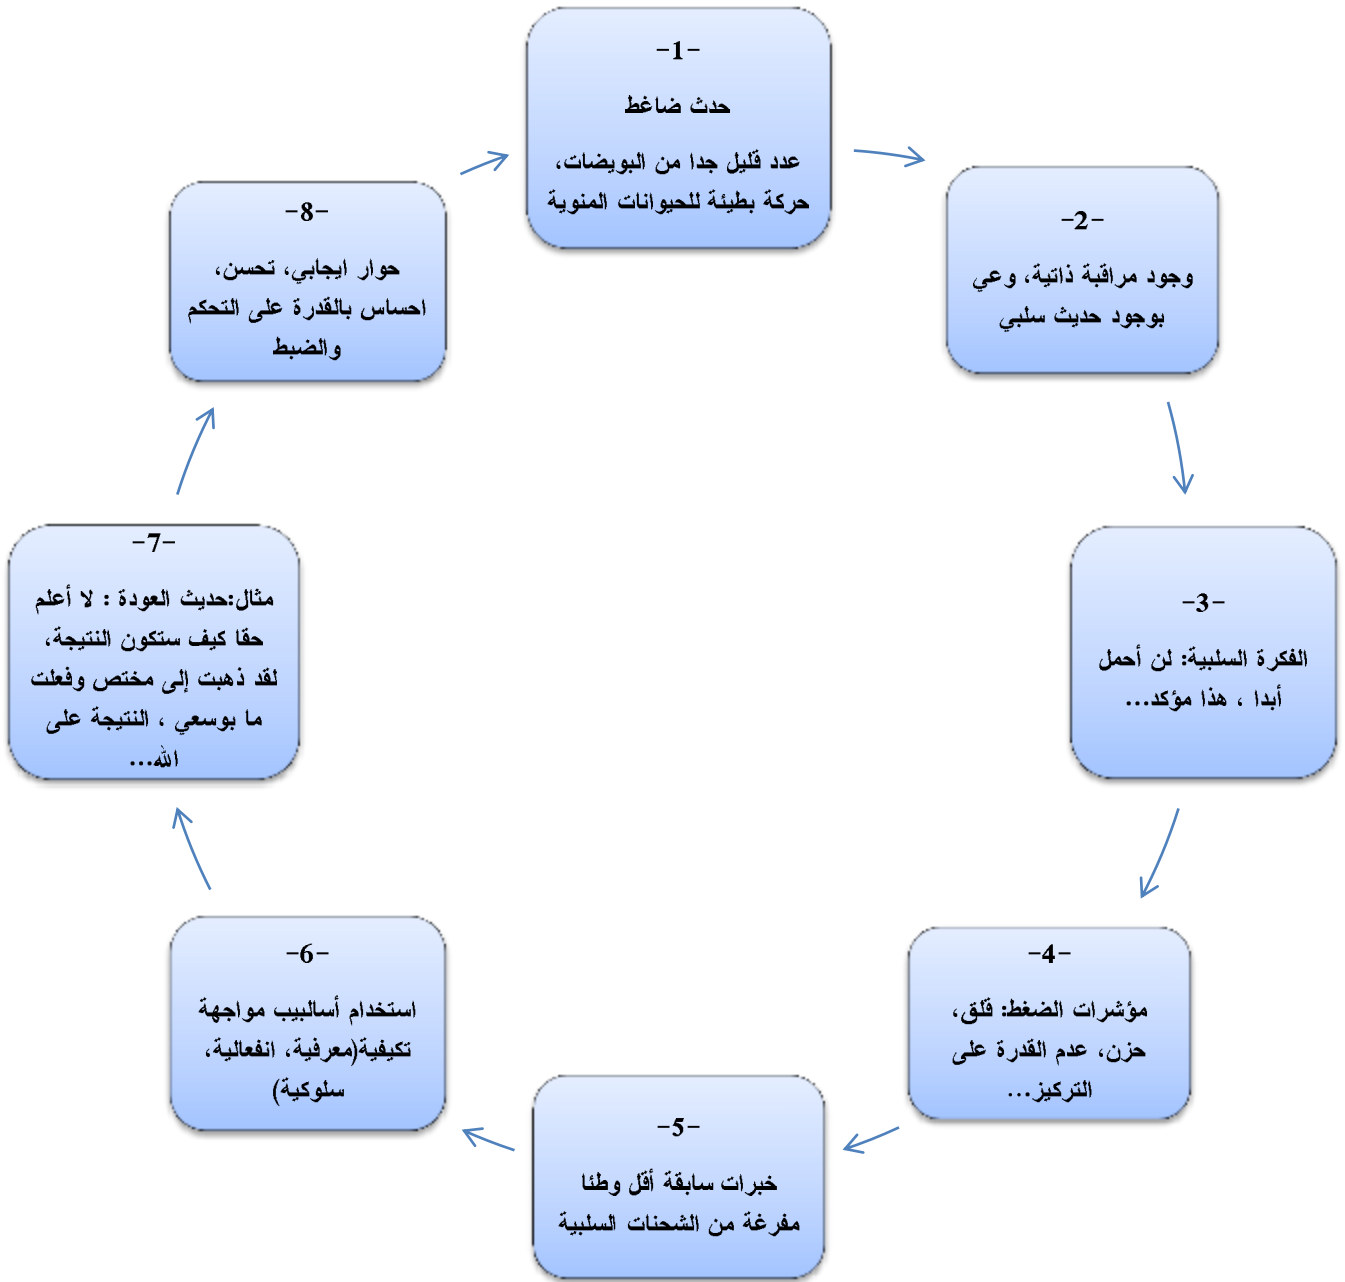 -1-
حدث ضاغط
عدد قليل جدا من البويضات،
حركة بطيئة للحيوانات المنوية
-2-
وجود مراقبة ذاتية، وعي
بوجود حديث سلبي
-3-
الفكرة السلبية: لن أحمل
أبدا ، هذا مؤكد...
-4-
مؤشرات الضغط: قلق،
حزن، عدم القدرة على
التركيز...
-5-
خبرات سابقة أقل وطئا
مفرغة من الشحنات السلبية
-6-
استخدام أسالبيب مواجهة
تكيفية(معرفية، انفعالية،
سلوكية)
-7-
مثال:حديث العودة : لا أعلم
حقا كيف ستكون النتيجة،
لقد ذهبت إلى مختص وفعلت
ما بوسعي ، النتيجة على
الله...
-8-
حوار ايجابي، تحسن،
احساس بالقدرة على التحكم
والضبط